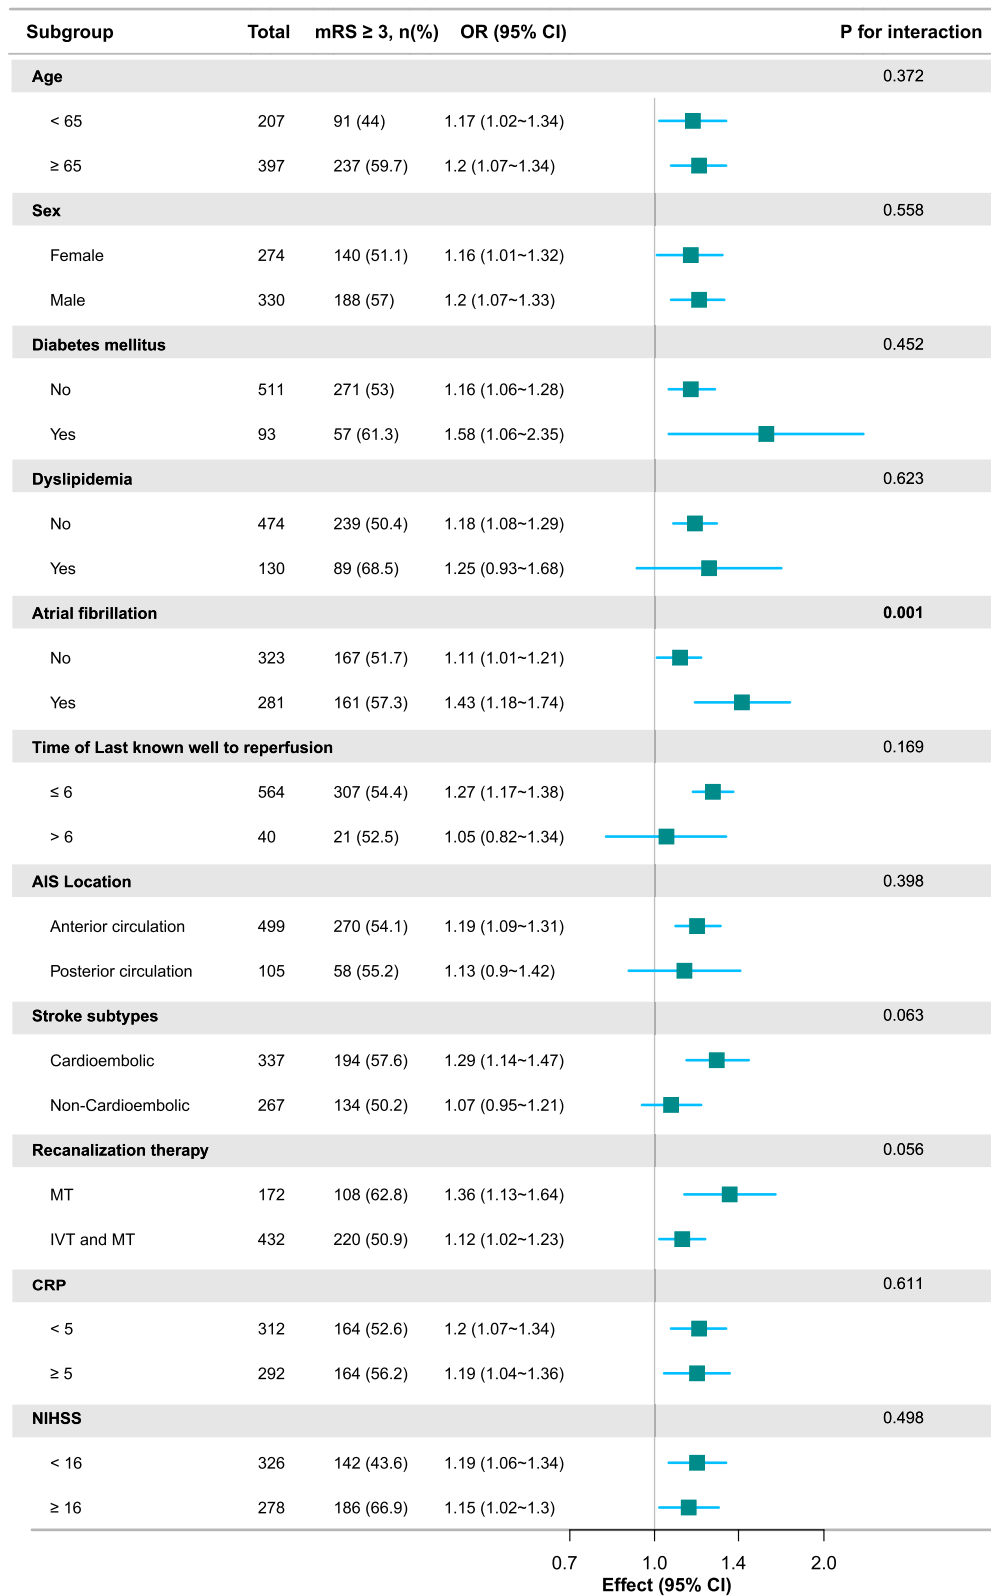 Subgroup Total mRS ≥ 3, n(%) OR (95% CI) P for interaction
Age 0.372
< 65 207 91 (44) 1.17 (1.02~1.34)
≥ 65 397 237 (59.7) 1.2 (1.07~1.34)
Sex 0.558
Female 274 140 (51.1) 1.16 (1.01~1.32)
Male 330 188 (57) 1.2 (1.07~1.33)
Diabetes mellitus 0.452
No 511 271 (53) 1.16 (1.06~1.28)
Yes 93 57 (61.3) 1.58 (1.06~2.35)
Dyslipidemia 0.623
No 474 239 (50.4) 1.18 (1.08~1.29)
Yes 130 89 (68.5) 1.25 (0.93~1.68)
Atrial fibrillation 0.001
No 323 167 (51.7) 1.11 (1.01~1.21)
Yes 281 161 (57.3) 1.43 (1.18~1.74)
Time of Last known well to reperfusion 0.169
≤ 6 564 307 (54.4) 1.27 (1.17~1.38)
> 6 40 21 (52.5) 1.05 (0.82~1.34)
AIS Location 0.398
Anterior circulation 499 270 (54.1) 1.19 (1.09~1.31)
Posterior circulation 105 58 (55.2) 1.13 (0.9~1.42)
Stroke subtypes 0.063
Cardioembolic 337 194 (57.6) 1.29 (1.14~1.47)
Non-Cardioembolic 267 134 (50.2) 1.07 (0.95~1.21)
Recanalization therapy 0.056
MT 172 108 (62.8) 1.36 (1.13~1.64)
IVT and MT 432 220 (50.9) 1.12 (1.02~1.23)
CRP 0.611
< 5 312 164 (52.6) 1.2 (1.07~1.34)
≥ 5 292 164 (56.2) 1.19 (1.04~1.36)
NIHSS 0.498
< 16 326 142 (43.6) 1.19 (1.06~1.34)
≥ 16 278 186 (66.9) 1.15 (1.02~1.3)
0.7 1.0 1.4 2.0
Effect (95% CI)